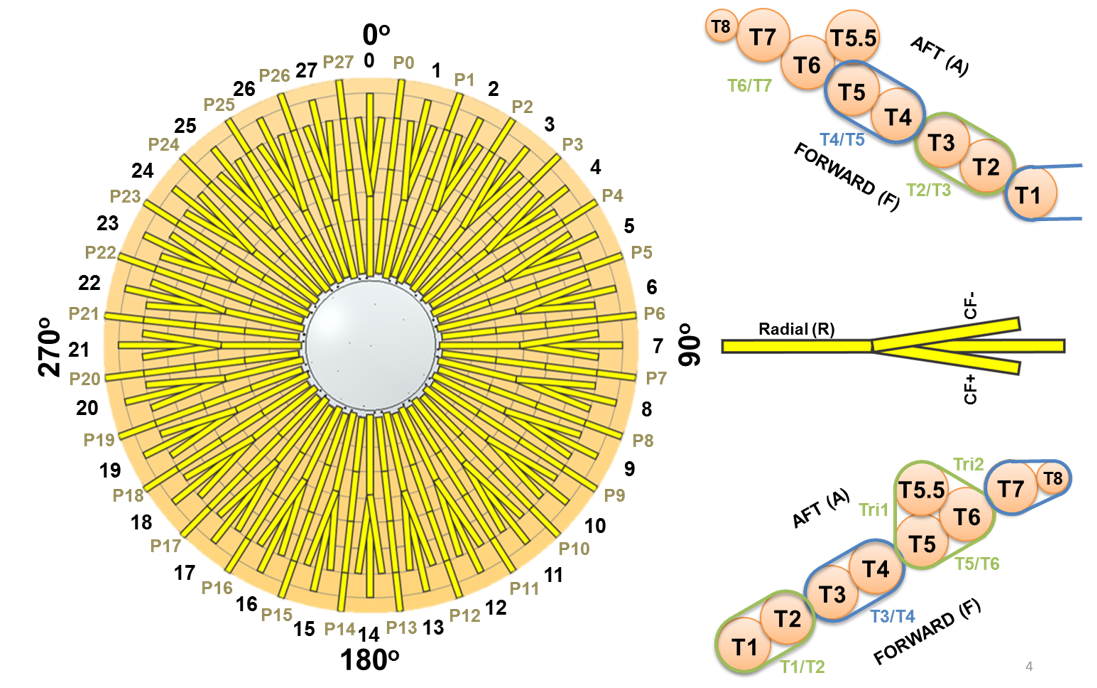 0º
0
P0
1
P1
2
P2
3
P3
4
P4
5
P5
6
P6
7
90º
P7
8
P8
9
P9
10
P10
11
P11
12
P12
13
P13
14
180º
P14
15
P15
16
P16
17
P17
18
P18
19
P19
20
P20
21
270º
P21
22
P22
23
P23
24
P24
25
P25
26
P26
27
P27
T8
T7
T6
T5.5
T5
T4
T3
T2
T1
AFT (A)
T6/T7
T4/T5
FORWARD (F)
T2/T3
Radial (R)
CF-
CF+
Tri2
T5.5
T7
T8
Tri1
T6
AFT (A)
T5
T5/T6
T4
T3
T3/T4
T2
T1
T1/T2
FORWARD (F)
4